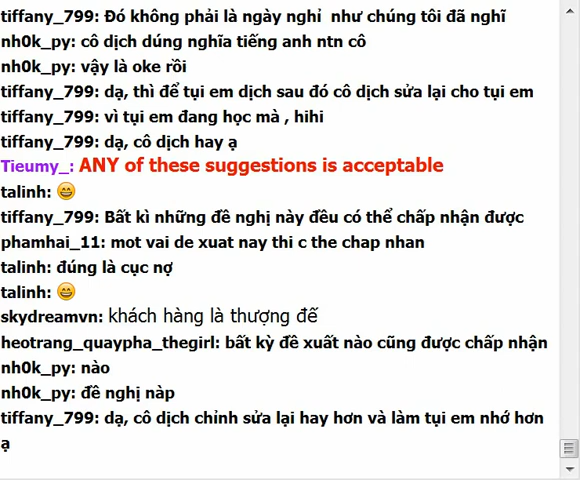 tiffany_799: Đó không phải là ngày nghỉ như chúng tôi đã nghĩ
nh0k_py: cô dịch dúng nghĩa tiếng anh ntn cô
nh0k_py: vậy là oke rồi
tiffany_799: dạ, thì để tụi em dịch sau đó cô dịch sửa lại cho tụi em
tiffany_799: vì tụi em đang học mà , hihi
tiffany_799: dạ, cô dịch hay ạ
Tieumy_: ANY of these suggestions is acceptable
talinh: 😄
tiffany_799: Bất kì những đề nghị này đều có thể chấp nhận được
phamhai_11: mot vai de xuat nay thi c the chap nhan
talinh: đúng là cục nợ
talinh: 😄
skydreamvn: khách hàng là thượng đế
heotrang_quaypha_thegirl: bất kỳ đề xuất nào cũng được chấp nhận
nh0k_py: nào
nh0k_py: đề nghị nàp
tiffany_799: dạ, cô dịch chỉnh sửa lại hay hơn và làm tụi em nhớ hơn
ạ